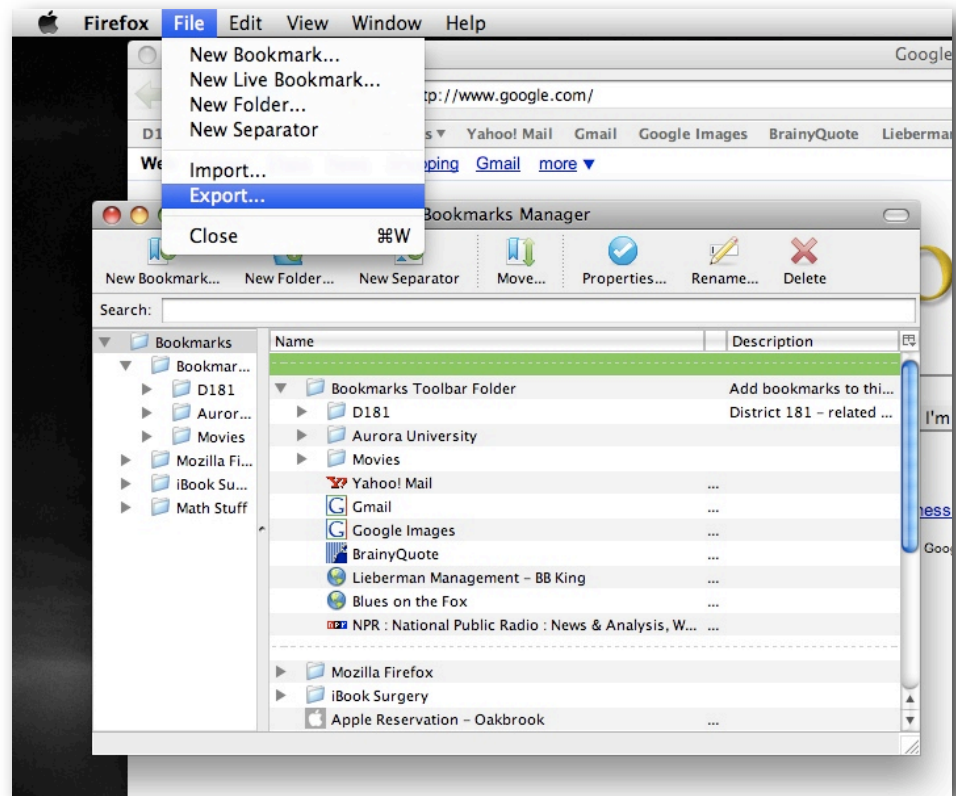 Firefox File Edit View Window Help
New Bookmark...
New Live Bookmark...
New Folder...
New Separator
Import...
Export...
Close ⌘W
Google
tp://www.google.com/
D1 s ▾ Yahoo! Mail Gmail Google Images BrainyQuote Lieberma
We pping Gmail more ▼
Bookmarks Manager
New Bookmark... New Folder... New Separator Move... Properties... Rename... Delete
Search:
Bookmarks
Bookmar...
D181
Auror...
Movies
Mozilla Fi...
iBook Su...
Math Stuff
Name Description
Bookmarks Toolbar Folder Add bookmarks to thi...
D181 District 181 – related ...
Aurora University
Movies
Yahoo! Mail ...
Gmail ...
Google Images ...
BrainyQuote ...
Lieberman Management – BB King ...
Blues on the Fox ...
NPR : National Public Radio : News & Analysis, W... ...
Mozilla Firefox
iBook Surgery
Apple Reservation – Oakbrook ...
I'm
ness
Goo